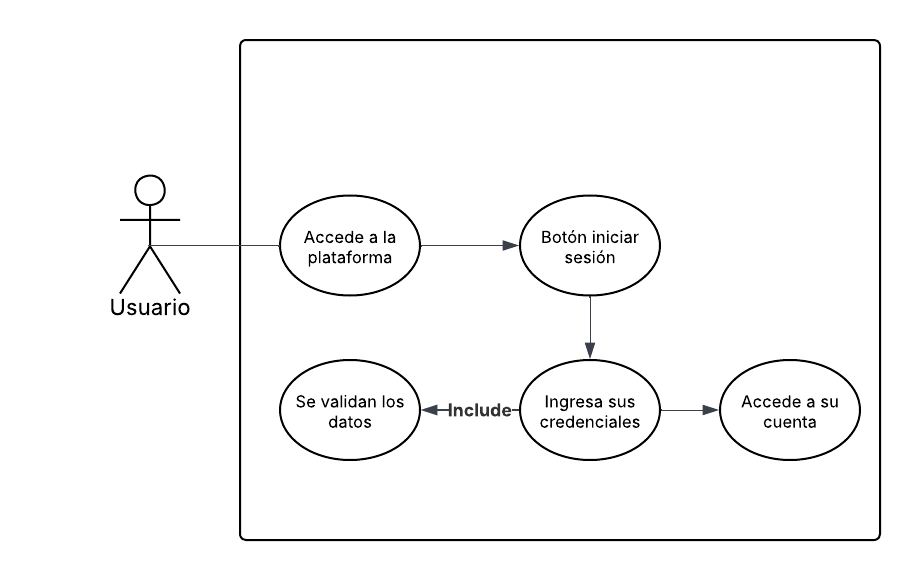 Accede a la
plataforma
Botón iniciar
sesión
Usuario
Se validan los
datos
Include
Ingresa sus
credenciales
Accede a su
cuenta